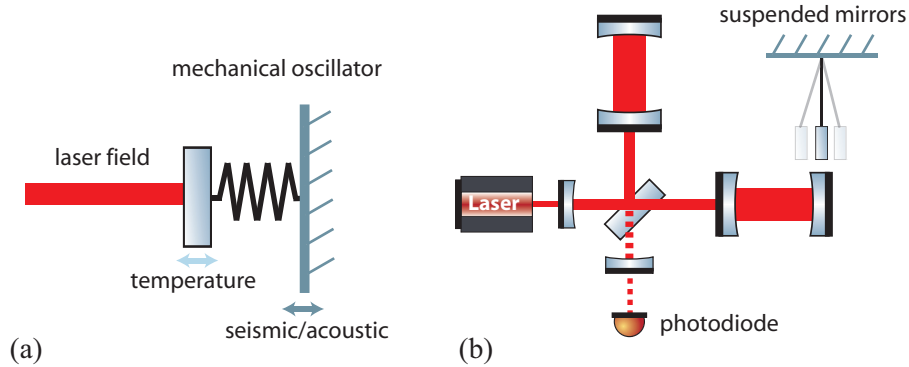 mechanical oscillator
laser field
temperature
seismic/acoustic
(a)
suspended mirrors
Laser
photodiode
(b)